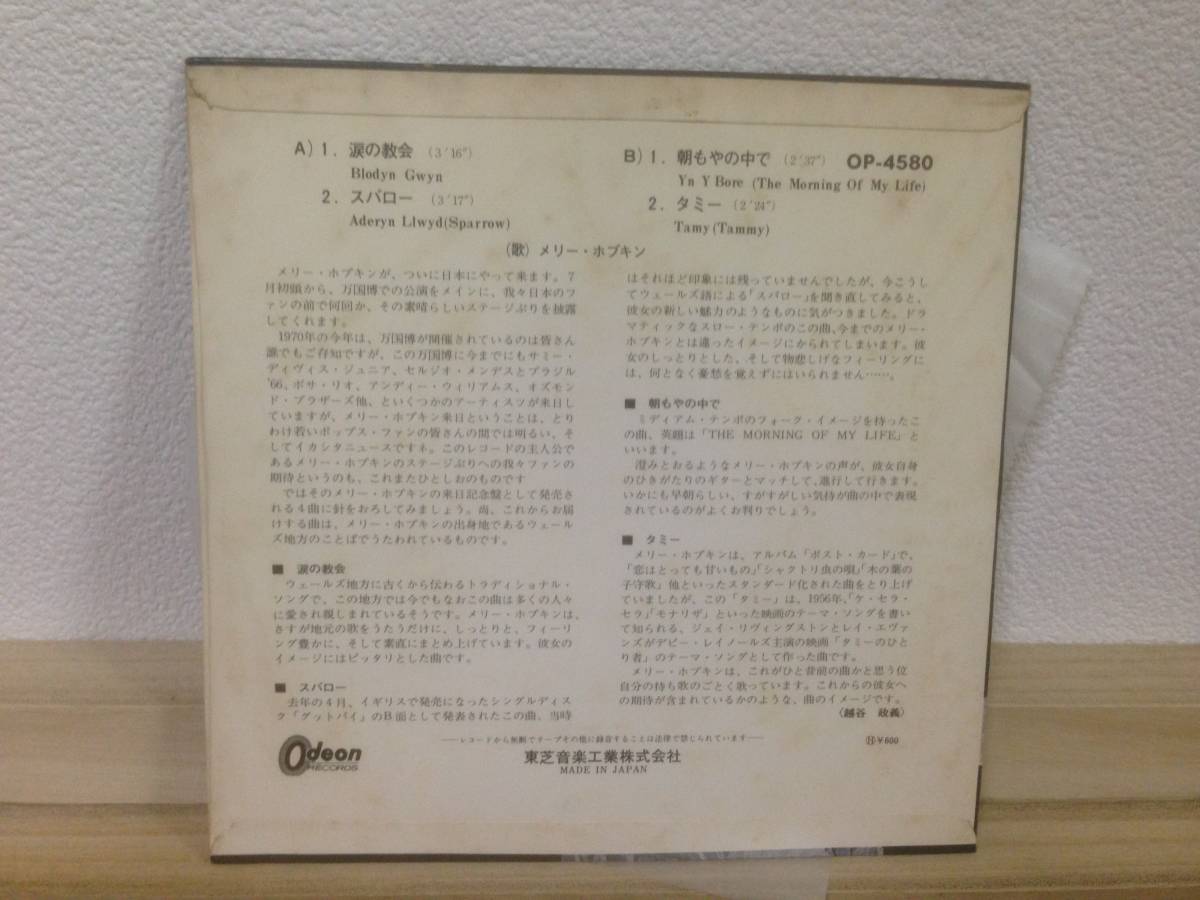 A) 1. 涙の教会 (3′16″)
Blodyn Gwyn
2. スパロー (3′17″)
Aderyn Llwyd(Sparrow)
B) 1. 朝もやの中で (2′37″) OP-4580
Yn Y Bore (The Morning Of My Life)
2. タミー (2′24″)
Tamy(Tammy)
(歌) メリー・ホプキン
メリー・ホプキンが、ついに日本にやって来ます。7
月初頭から、万国博での公演をメインに、我々日本のフ
ァンの前で何回か、その素晴らしいステージぶりを披露
してくれます。
1970年の今年は、万国博が開催されているのは皆さん
誰でもご存知ですが、この万国博に今までにもサミー・
ディヴィス・ジュニア、セルジオ・メンデスとブラジル
'66、ボサ・リオ、アンディー・ウィリアムス、オズモン
ド・ブラザーズ他、といくつかのアーティスツが来日し
ていますが、メリー・ホプキン来日ということは、とり
わけ若いポップス・ファンの皆さんの間では明るい、そ
してイカシタニュースですネ。このレコードの主人公で
あるメリー・ホプキンのステージぶりへの我々ファンの
期待というのも、これまたひとしおのものです
ではそのメリー・ホプキンの来日記念盤として発売さ
れる4曲に針をおろしてみましょう。尚、これからお届
けする曲は、メリー・ホプキンの出身地であるウェール
ズ地方のことばでうたわれているものです。
■ 涙の教会
ウェールズ地方に古くから伝わるトラディショナル・
ソングで、この地方では今でもなおこの曲は多くの人々
に愛され親しまれているそうです。メリー・ホプキンは、
さすが地元の歌をうたうだけに、しっとりと、フィーリ
ング豊かに、そして素直にまとめ上げています。彼女の
イメージにはピッタリとした曲です。
■ スパロー
去年の4月、イギリスで発売になったシングルディス
ク「グットバイ」のB面として発表されたこの曲、当時
はそれほど印象には残っていませんでしたが、今こうし
てウェールズ語による「スパロー」を聞き直してみると、
彼女の新しい魅力のようなものに気がつきました。ドラ
マティックなスロー・テンポのこの曲、今までのメリー・
ホプキンとは違ったイメージにかられてしまいます。彼
女のしっとりとした、そして物悲しげなフィーリングに
は、何となく憂愁を覚えずにはいられません……。
■ 朝もやの中で
ミディアム・テンポのフォーク・イメージを持ったこ
の曲、英題は「THE MORNING OF MY LIFE」と
いいます。
澄みとおるようなメリー・ホプキンの声が、彼女自身
のひきがたりのギターとマッチして、進行して行きます。
いかにも早朝らしい、すがすがしい気持が曲の中で表現
されているのがよくお判りでしょう。
■ タミー
メリー・ホプキンは、アルバム「ポスト・カード」で、
「恋はとっても甘いもの」「シャクトリ虫の唄」「木の葉の
子守歌」他といったスタンダード化された曲をとり上げ
ていましたが、この「タミー」は、1956年、「ケ・セラ・
セラ」「モナリザ」といった映画のテーマ・ソングを書い
て知られる、ジェイ・リヴィングストンとレイ・エヴァ
ンズがデビー・レイノールズ主演の映画「タミーのひと
り者」のテーマ・ソングとして作った曲です。
メリー・ホプキンは、これがひと昔前の曲かと思う位
自分の持ち歌のごとく歌っています。これからの彼女へ
の期待が含まれているかのような、曲のイメージです。
(越谷 政義)
Odeon
RECORDS
――レコードから無断でテープその他に録音することは法律で禁じられています――
東芝音楽工業株式会社
MADE IN JAPAN
Ⓗ¥600